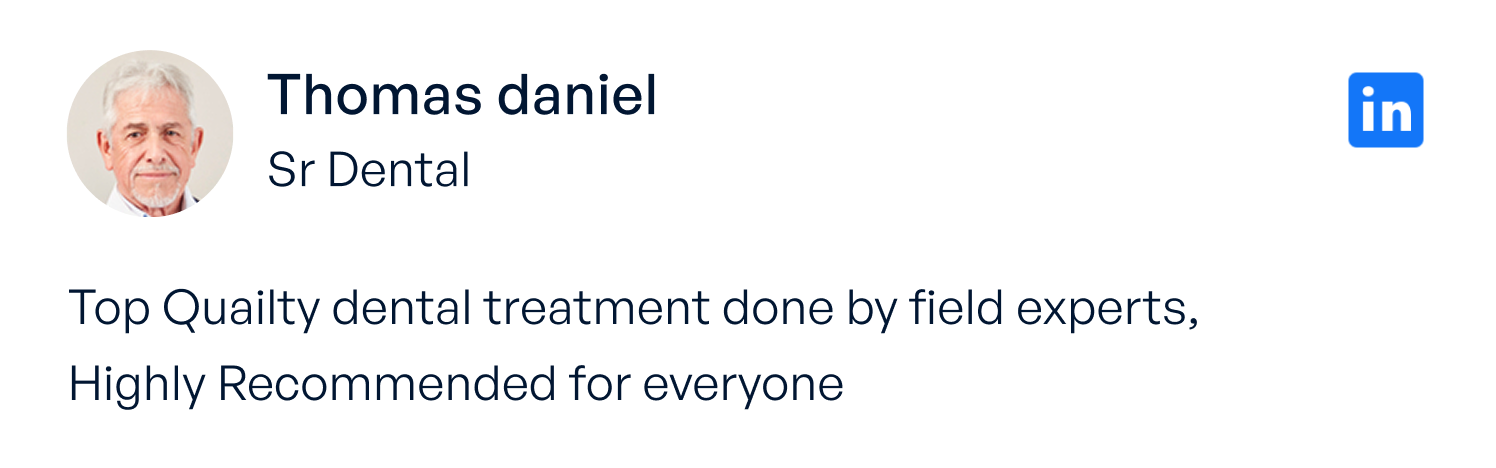 Thomas daniel
Sr Dental
in
Top Quailty dental treatment done by field experts,
Highly Recommended for everyone